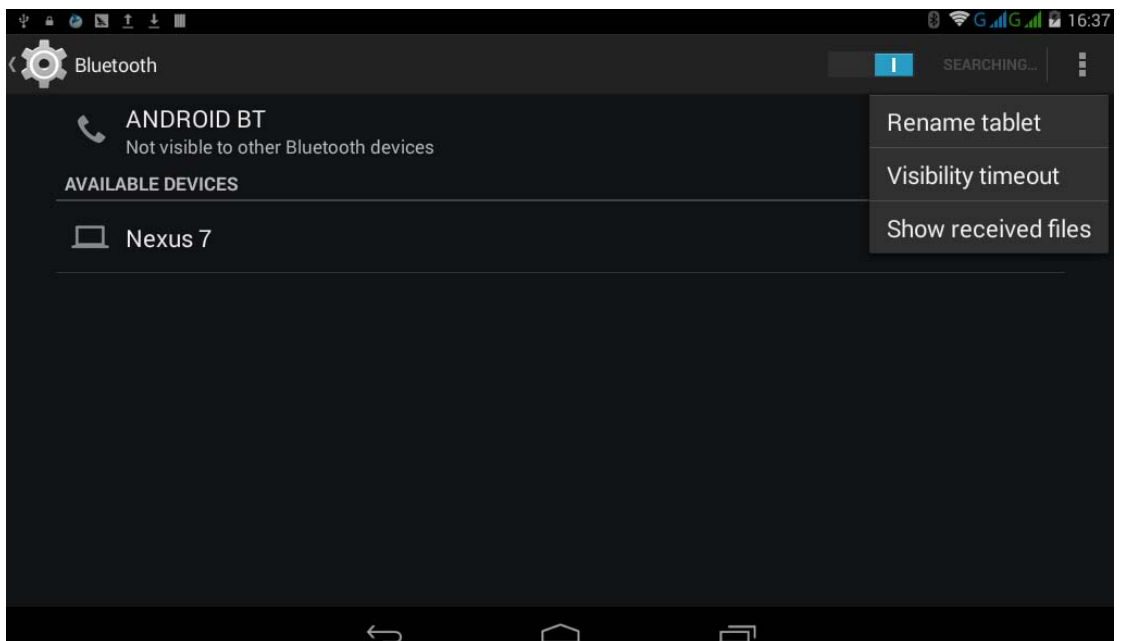 G G 16:37
Bluetooth
SEARCHING...
ANDROID BT
Not visible to other Bluetooth devices
Rename tablet
Visibility timeout
Show received files
AVAILABLE DEVICES
Nexus 7